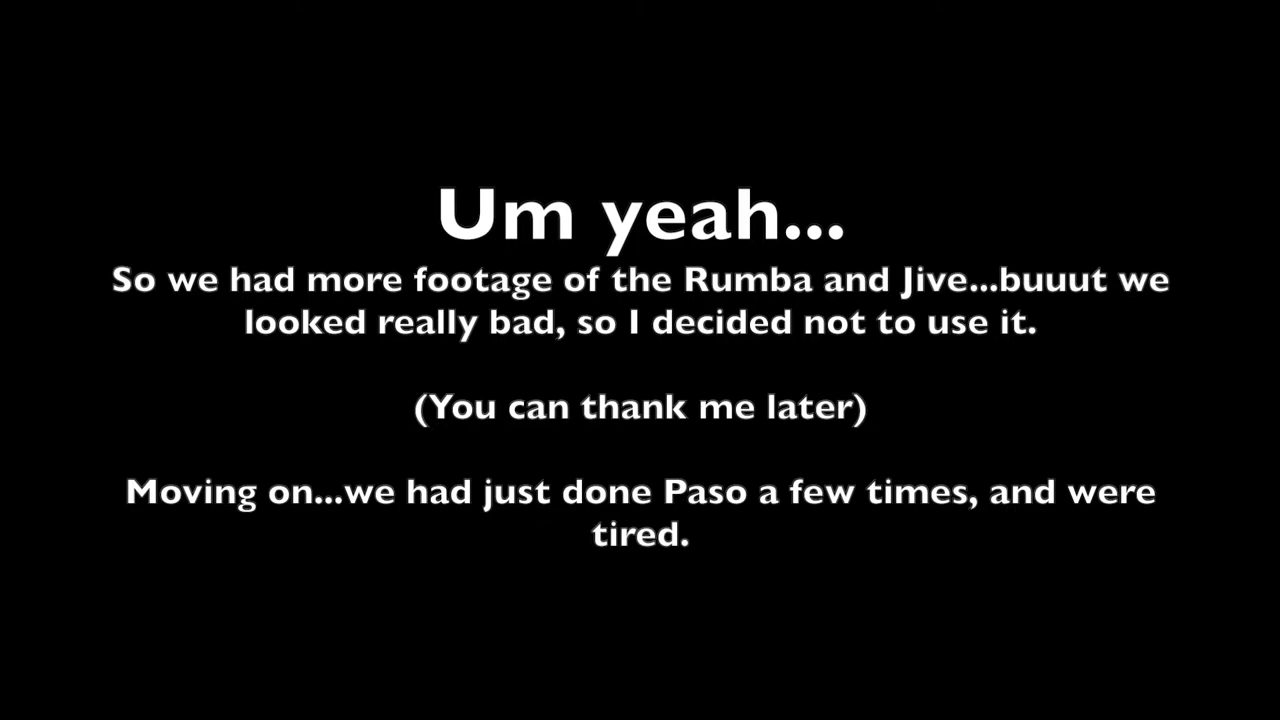 Um yeah...
So we had more footage of the Rumba and Jive...buuut we
looked really bad, so I decided not to use it.
(You can thank me later)
Moving on...we had just done Paso a few times, and were
tired.